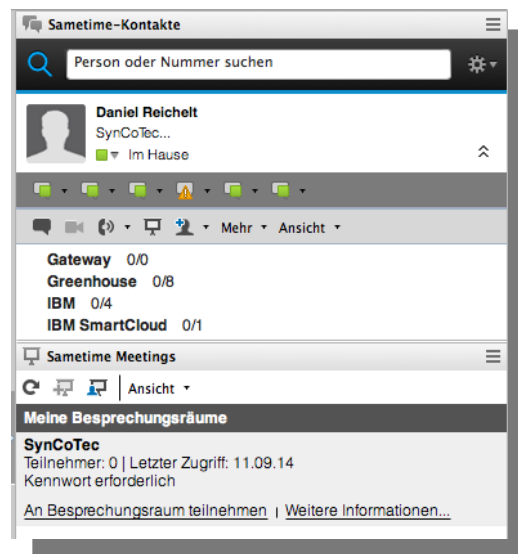 Sametime-Kontakte
Person oder Nummer suchen
Daniel Reichelt
SynCoTec...
Im Hause
Mehr Ansicht
Gateway 0/0
Greenhouse 0/8
IBM 0/4
IBM SmartCloud 0/1
Sametime Meetings
Ansicht
Meine Besprechungsräume
SynCoTec
Teilnehmer: 0 | Letzter Zugriff: 11.09.14
Kennwort erforderlich
An Besprechungsraum teilnehmen | Weitere Informationen...